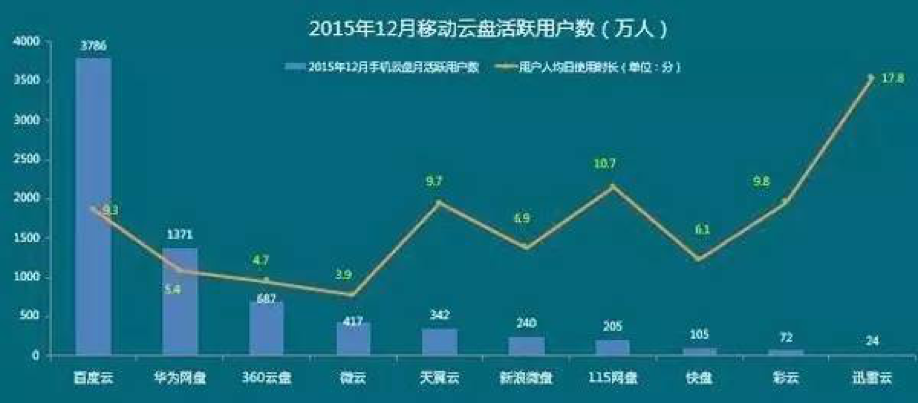 2015年12月移动云盘活跃用户数（万人）
2015年12月手机云盘月活跃用户数 用户人均日使用时长（单位：分）
4000
3500
3000
2500
2000
1500
1000
500
0
3786 1371 687 417 342 240 205 105 72 24
9.3 5.4 4.7 3.9 9.7 6.9 10.7 6.1 9.8 17.8
百度云 华为网盘 360云盘 微云 天翼云 新浪微盘 115网盘 快盘 彩云 迅雷云